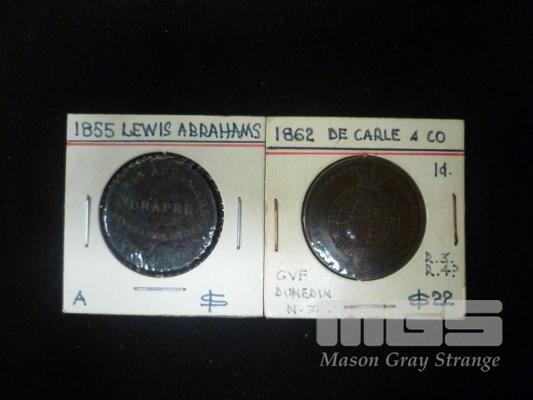 1855 LEWIS ABRAHAMS
DRAPER
A
$
1862 DE CARLE & CO
1d.
R.3.
R.4?
GVF
DUNEDIN
N.Z.
$22
MGS
Mason Gray Strange